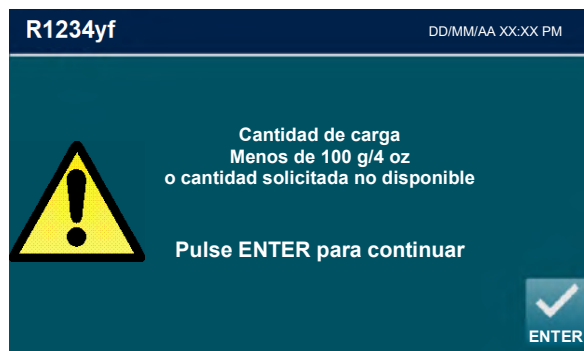 R1234yf
DD/MM/AA XX:XX PM
Cantidad de carga
Menos de 100 g/4 oz
o cantidad solicitada no disponible
Pulse ENTER para continuar
ENTER